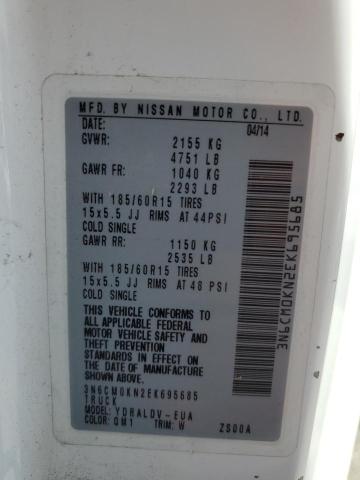 MFD. BY NISSAN MOTOR CO., LTD.
DATE: 04/14
GVWR: 2155 KG
4751 LB
GAWR FR: 1040 KG
2293 LB
WITH 185/60R15 TIRES
15x5.5 JJ RIMS AT 44PSI
COLD SINGLE
GAWR RR: 1150 KG
2535 LB
WITH 185/60R15 TIRES
15x5.5 JJ RIMS AT 48 PSI
COLD SINGLE
THIS VEHICLE CONFORMS TO
ALL APPLICABLE FEDERAL
MOTOR VEHICLE SAFETY
AND THEFT PREVENTION
STANDARDS IN EFFECT ON
THE DATE OF MANUFACTURE
SHOWN ABOVE.
3N6CM0KN2EK695685
TRUCK
MODEL: YDRALDV-EUA
COLOR: QM1 TRIM: W ZS00A
3N6CM0KN2EK695685